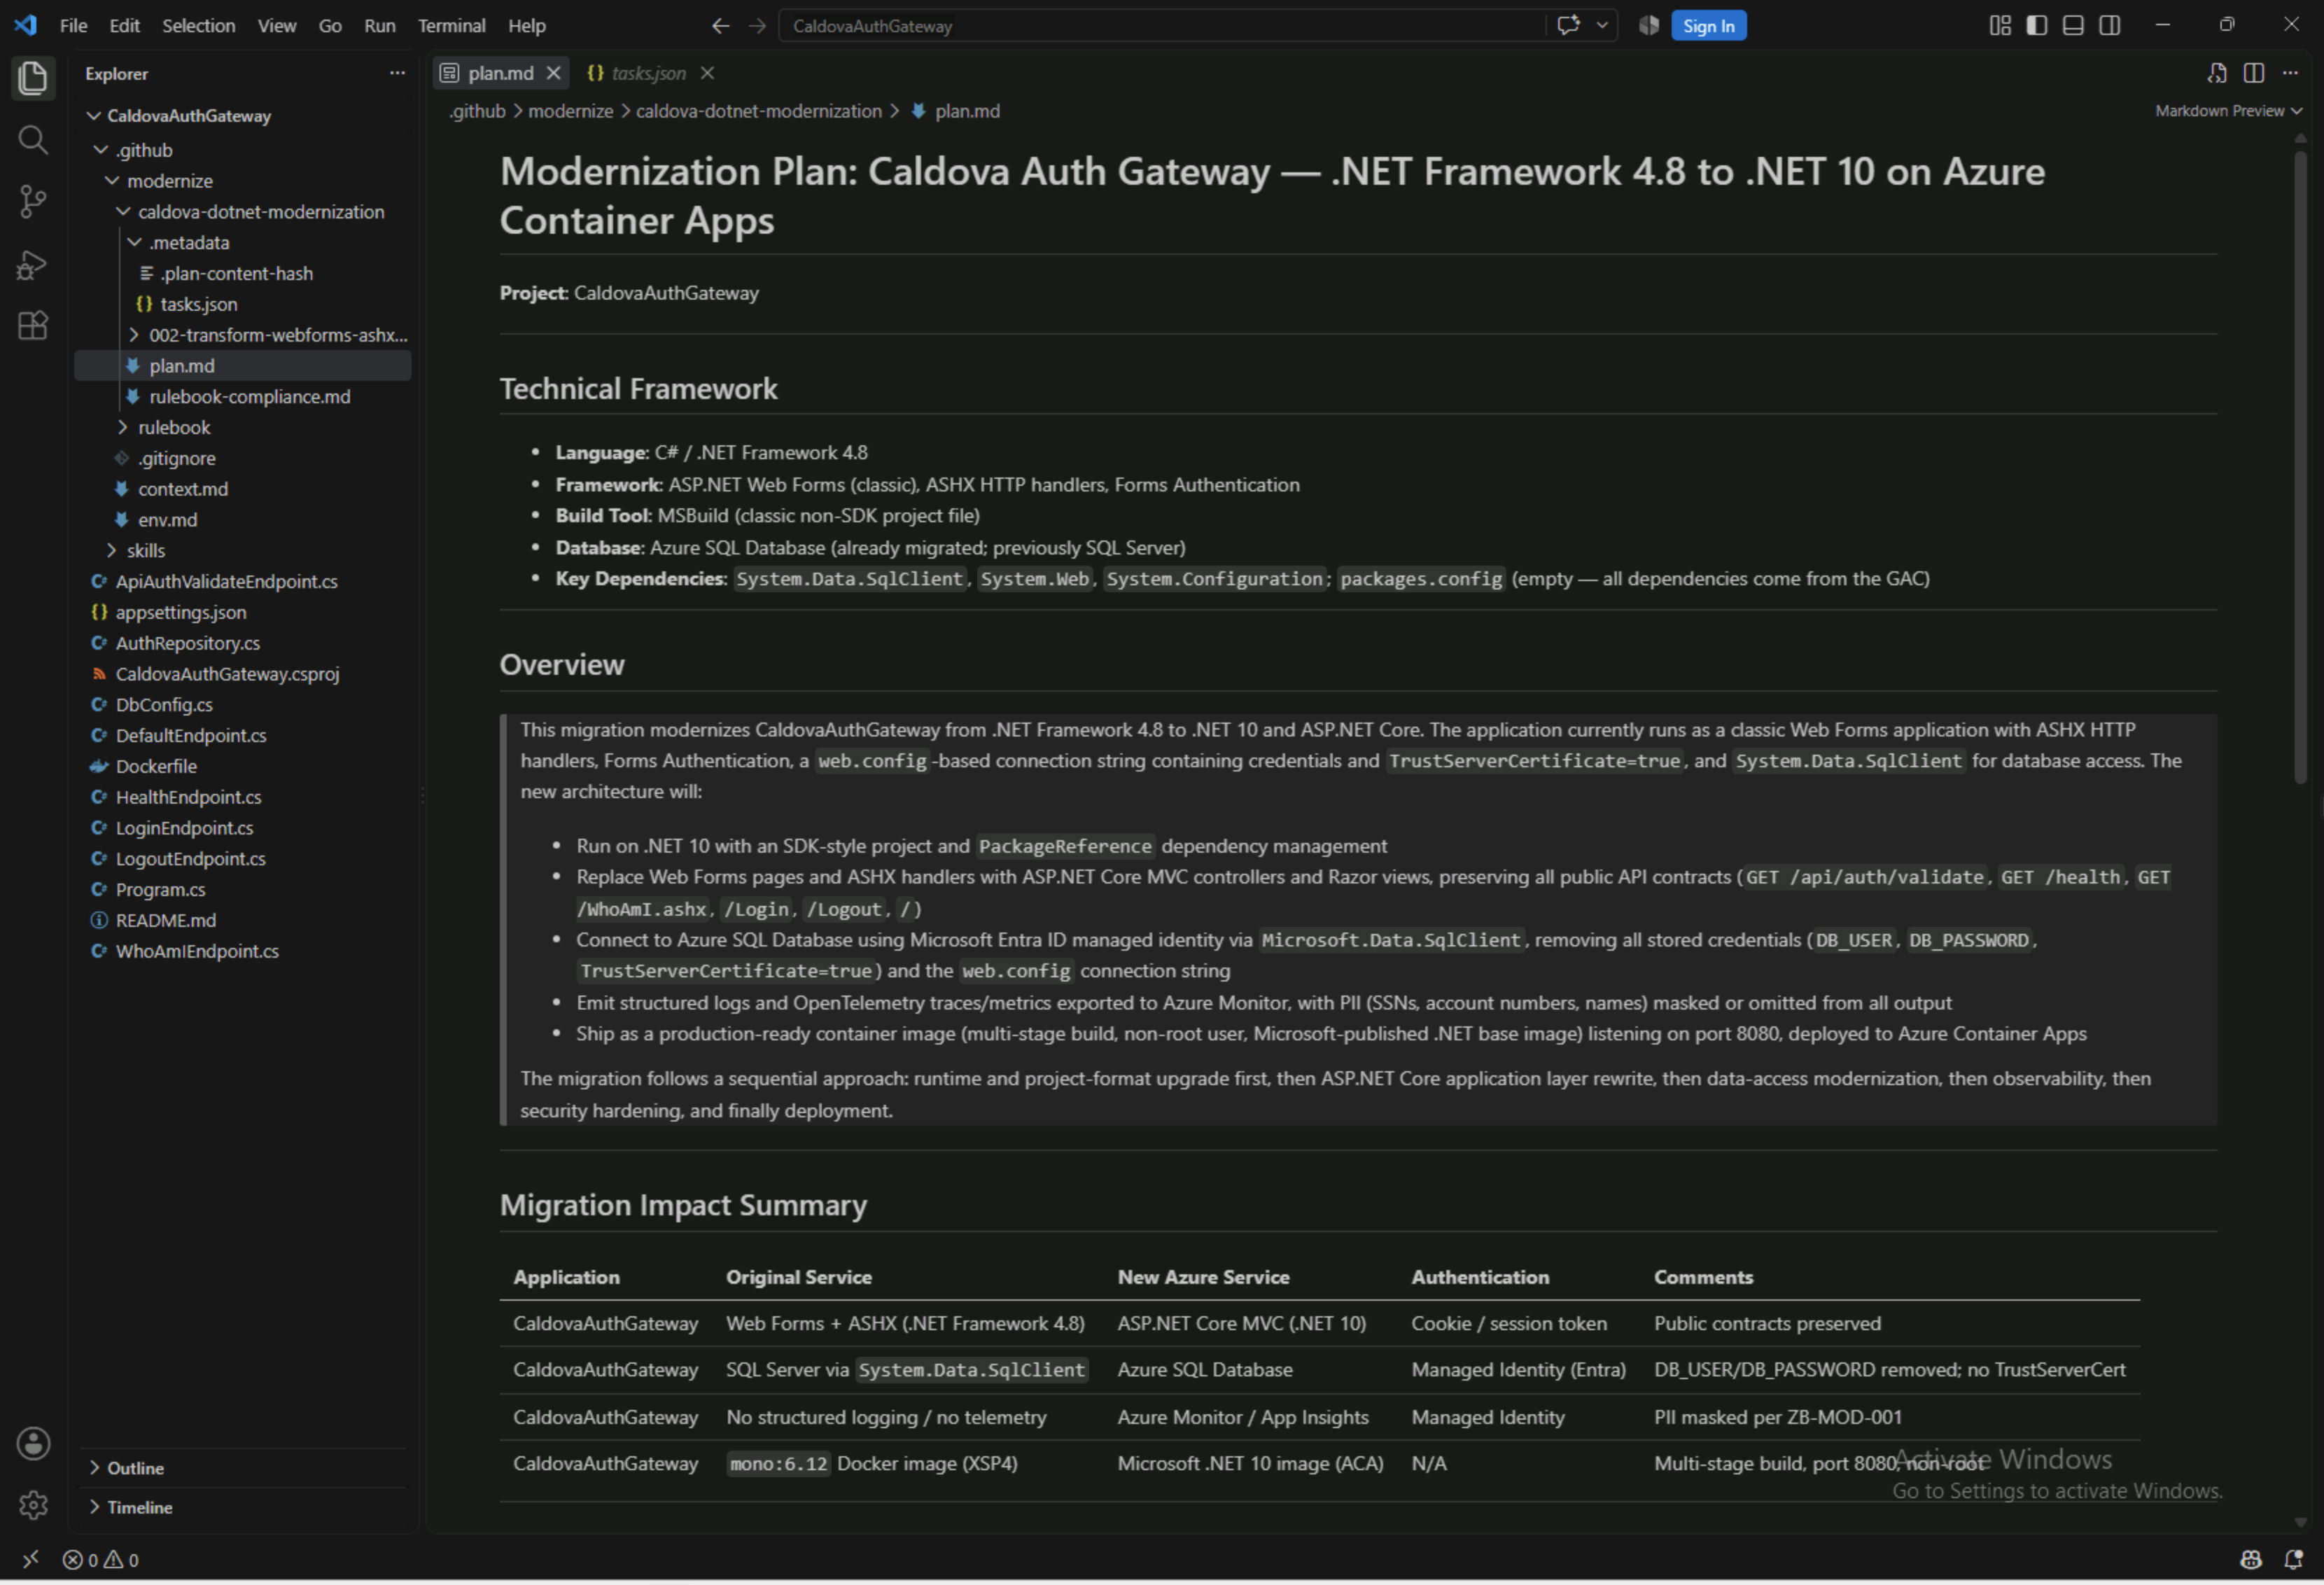 File Edit Selection View Go Run Terminal Help
CaldovaAuthGateway
Sign In
Explorer
CaldovaAuthGateway
.github
modernize
caldova-dotnet-modernization
.metadata
.plan-content-hash
tasks.json
002-transform-webforms-ashx...
plan.md
rulebook-compliance.md
rulebook
.gitignore
context.md
env.md
skills
ApiAuthValidateEndpoint.cs
appsettings.json
AuthRepository.cs
CaldovaAuthGateway.csproj
DbConfig.cs
DefaultEndpoint.cs
Dockerfile
HealthEndpoint.cs
LoginEndpoint.cs
LogoutEndpoint.cs
Program.cs
README.md
WhoAmIEndpoint.cs
Outline
Timeline
0 0
plan.md
tasks.json
.github > modernize > caldova-dotnet-modernization > plan.md
Markdown Preview
Modernization Plan: Caldova Auth Gateway — .NET Framework 4.8 to .NET 10 on Azure
Container Apps
Project: CaldovaAuthGateway
Technical Framework
• Language: C# / .NET Framework 4.8
• Framework: ASP.NET Web Forms (classic), ASHX HTTP handlers, Forms Authentication
• Build Tool: MSBuild (classic non-SDK project file)
• Database: Azure SQL Database (already migrated; previously SQL Server)
• Key Dependencies: System.Data.SqlClient, System.Web, System.Configuration; packages.config (empty — all dependencies come from the GAC)
Overview
This migration modernizes CaldovaAuthGateway from .NET Framework 4.8 to .NET 10 and ASP.NET Core. The application currently runs as a classic Web Forms application with ASHX HTTP
handlers, Forms Authentication, a web.config-based connection string containing credentials and TrustServerCertificate=true, and System.Data.SqlClient for database access. The
new architecture will:
• Run on .NET 10 with an SDK-style project and PackageReference dependency management
• Replace Web Forms pages and ASHX handlers with ASP.NET Core MVC controllers and Razor views, preserving all public API contracts (GET /api/auth/validate, GET /health, GET
/WhoAmI.ashx, /Login, /Logout, /)
• Connect to Azure SQL Database using Microsoft Entra ID managed identity via Microsoft.Data.SqlClient, removing all stored credentials (DB_USER, DB_PASSWORD,
TrustServerCertificate=true) and the web.config connection string
• Emit structured logs and OpenTelemetry traces/metrics exported to Azure Monitor, with PII (SSNs, account numbers, names) masked or omitted from all output
• Ship as a production-ready container image (multi-stage build, non-root user, Microsoft-published .NET base image) listening on port 8080, deployed to Azure Container Apps
The migration follows a sequential approach: runtime and project-format upgrade first, then ASP.NET Core application layer rewrite, then data-access modernization, then observability, then
security hardening, and finally deployment.
Migration Impact Summary
Application Original Service New Azure Service Authentication Comments
CaldovaAuthGateway Web Forms + ASHX (.NET Framework 4.8) ASP.NET Core MVC (.NET 10) Cookie / session token Public contracts preserved
CaldovaAuthGateway SQL Server via System.Data.SqlClient Azure SQL Database Managed Identity (Entra) DB_USER/DB_PASSWORD removed; no TrustServerCert
CaldovaAuthGateway No structured logging / no telemetry Azure Monitor / App Insights Managed Identity PII masked per ZB-MOD-001
CaldovaAuthGateway mono:6.12 Docker image (XSP4) Microsoft .NET 10 image (ACA) N/A Multi-stage build, port 8080, non-root
Activate Windows
Go to Settings to activate Windows.